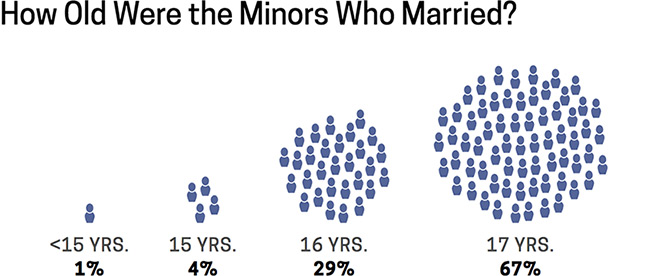 How Old Were the Minors Who Married?
<15 YRS. 15 YRS. 16 YRS. 17 YRS.
1% 4% 29% 67%